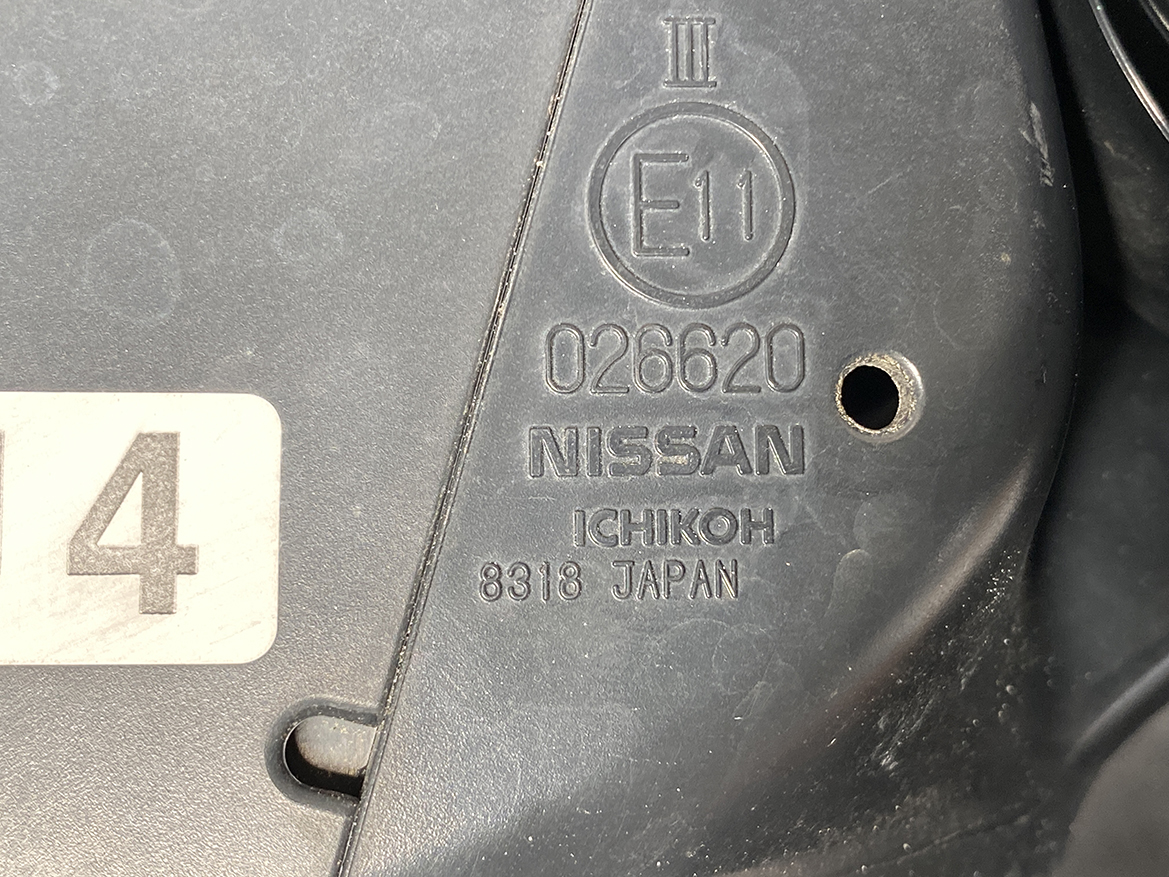 III
E11
026620
NISSAN
ICHIKOH
8318 JAPAN
4